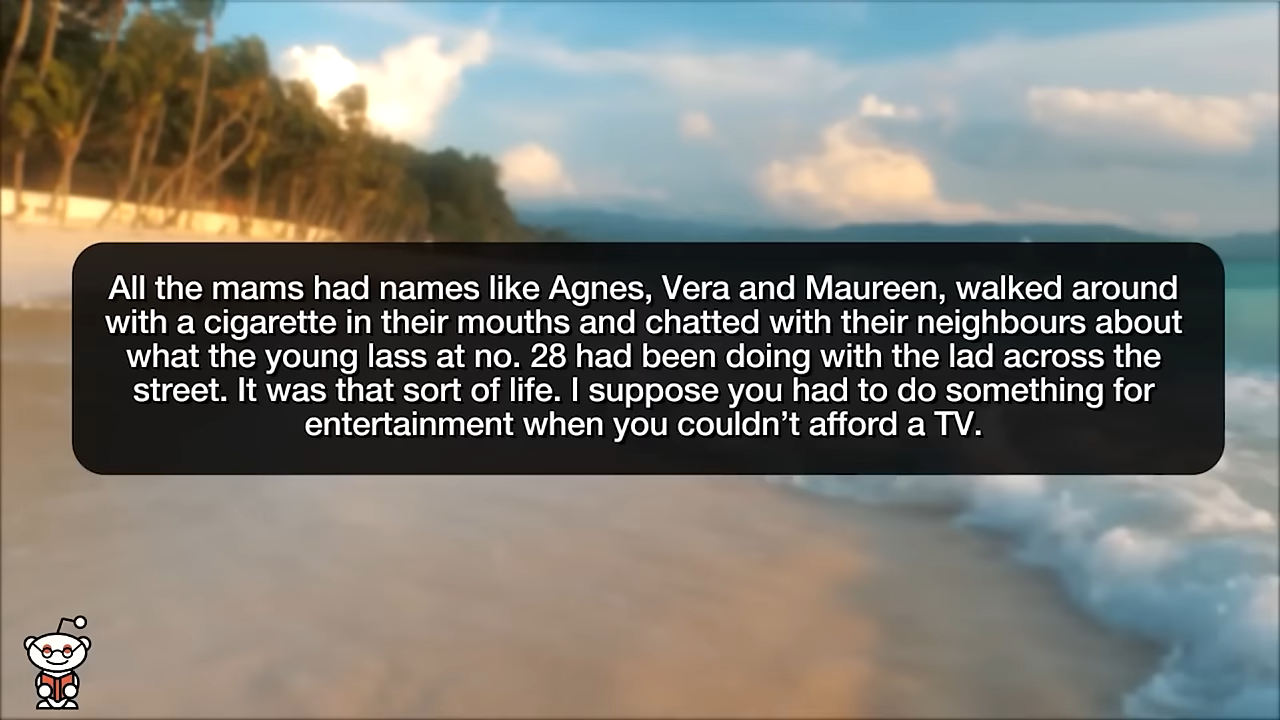 All the mams had names like Agnes, Vera and Maureen, walked around
with a cigarette in their mouths and chatted with their neighbours about
what the young lass at no. 28 had been doing with the lad across the
street. It was that sort of life. I suppose you had to do something for
entertainment when you couldn’t afford a TV.